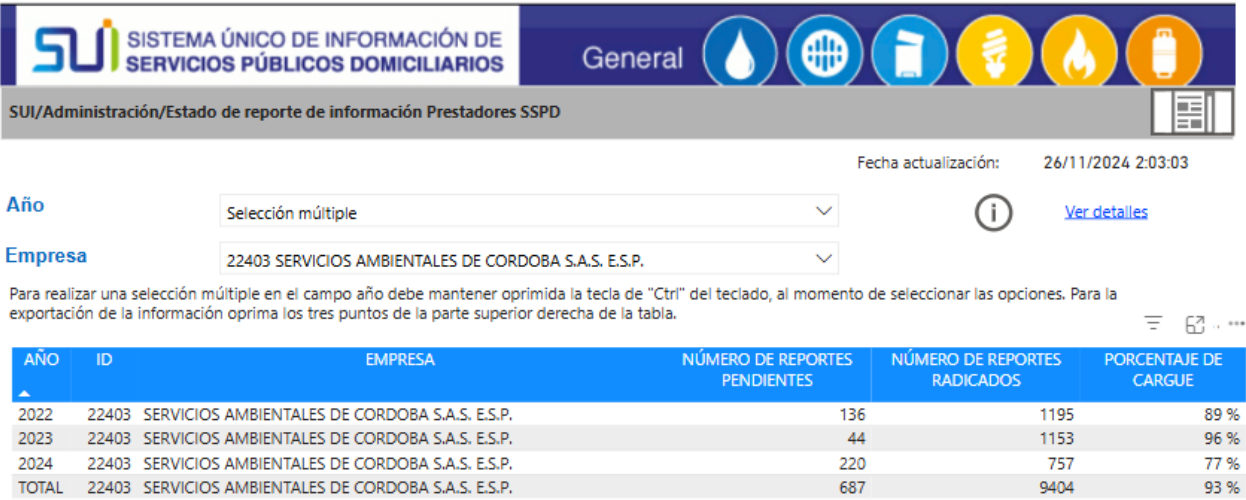 SUI SISTEMA ÚNICO DE INFORMACIÓN DE
SERVICIOS PÚBLICOS DOMICILIARIOS
General
SUI/Administración/Estado de reporte de información Prestadores SSPD
Fecha actualización: 26/11/2024 2:03:03
Año Selección múltiple Ver detalles
Empresa 22403 SERVICIOS AMBIENTALES DE CORDOBA S.A.S. E.S.P.
Para realizar una selección múltiple en el campo año debe mantener oprimida la tecla de "Ctrl" del teclado, al momento de seleccionar las opciones. Para la
exportación de la información oprima los tres puntos de la parte superior derecha de la tabla.
AÑO ID EMPRESA NÚMERO DE REPORTES PENDIENTES NÚMERO DE REPORTES RADICADOS PORCENTAJE DE CARGUE
2022 22403 SERVICIOS AMBIENTALES DE CORDOBA S.A.S. E.S.P. 136 1195 89 %
2023 22403 SERVICIOS AMBIENTALES DE CORDOBA S.A.S. E.S.P. 44 1153 96 %
2024 22403 SERVICIOS AMBIENTALES DE CORDOBA S.A.S. E.S.P. 220 757 77 %
TOTAL 22403 SERVICIOS AMBIENTALES DE CORDOBA S.A.S. E.S.P. 687 9404 93 %